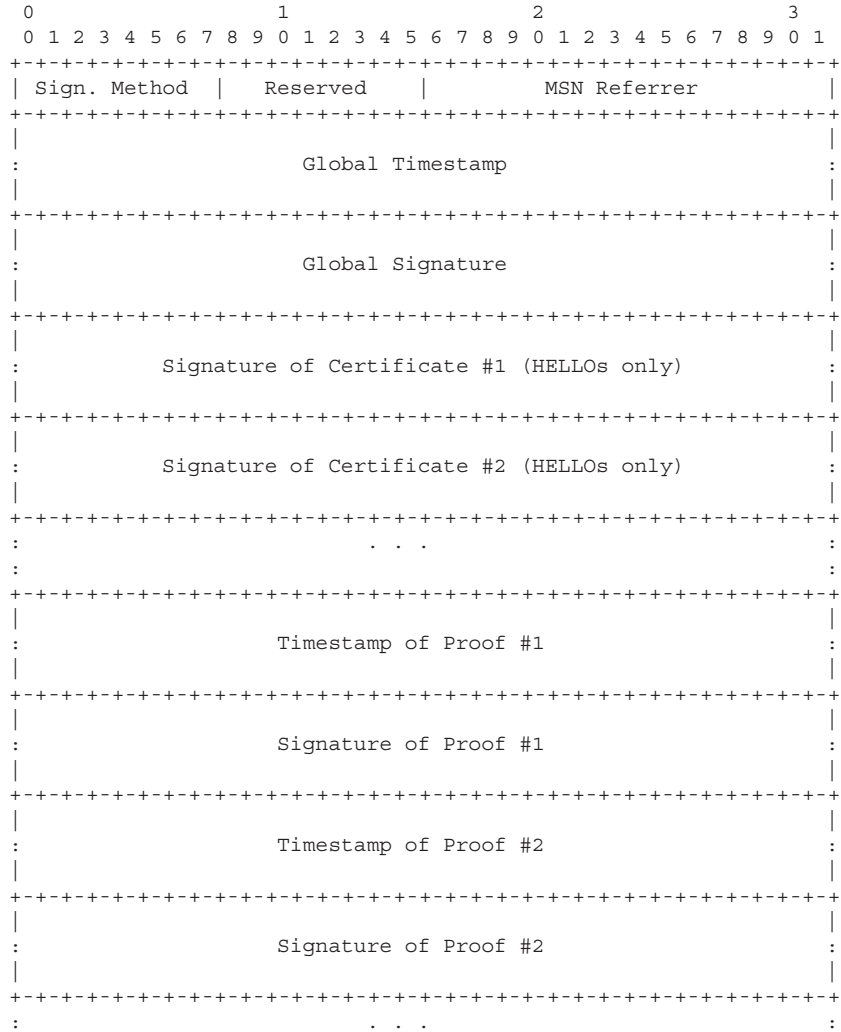 0                   1                   2                   3
 0 1 2 3 4 5 6 7 8 9 0 1 2 3 4 5 6 7 8 9 0 1 2 3 4 5 6 7 8 9 0 1
+-+-+-+-+-+-+-+-+-+-+-+-+-+-+-+-+-+-+-+-+-+-+-+-+-+-+-+-+-+-+-+-+
| Sign. Method  |   Reserved    |         MSN Referrer          |
+-+-+-+-+-+-+-+-+-+-+-+-+-+-+-+-+-+-+-+-+-+-+-+-+-+-+-+-+-+-+-+-+
|                                                               |
:                      Global Timestamp                         :
|                                                               |
+-+-+-+-+-+-+-+-+-+-+-+-+-+-+-+-+-+-+-+-+-+-+-+-+-+-+-+-+-+-+-+-+
|                                                               |
:                      Global Signature                         :
|                                                               |
+-+-+-+-+-+-+-+-+-+-+-+-+-+-+-+-+-+-+-+-+-+-+-+-+-+-+-+-+-+-+-+-+
|                                                               |
:           Signature of Certificate #1 (HELLOs only)           :
|                                                               |
+-+-+-+-+-+-+-+-+-+-+-+-+-+-+-+-+-+-+-+-+-+-+-+-+-+-+-+-+-+-+-+-+
|                                                               |
:           Signature of Certificate #2 (HELLOs only)           :
|                                                               |
+-+-+-+-+-+-+-+-+-+-+-+-+-+-+-+-+-+-+-+-+-+-+-+-+-+-+-+-+-+-+-+-+
:                           . . .                               :
:                                                               :
+-+-+-+-+-+-+-+-+-+-+-+-+-+-+-+-+-+-+-+-+-+-+-+-+-+-+-+-+-+-+-+-+
|                                                               |
:                    Timestamp of Proof #1                      :
|                                                               |
+-+-+-+-+-+-+-+-+-+-+-+-+-+-+-+-+-+-+-+-+-+-+-+-+-+-+-+-+-+-+-+-+
|                                                               |
:                    Signature of Proof #1                      :
|                                                               |
+-+-+-+-+-+-+-+-+-+-+-+-+-+-+-+-+-+-+-+-+-+-+-+-+-+-+-+-+-+-+-+-+
|                                                               |
:                    Timestamp of Proof #2                      :
|                                                               |
+-+-+-+-+-+-+-+-+-+-+-+-+-+-+-+-+-+-+-+-+-+-+-+-+-+-+-+-+-+-+-+-+
|                                                               |
:                    Signature of Proof #2                      :
|                                                               |
+-+-+-+-+-+-+-+-+-+-+-+-+-+-+-+-+-+-+-+-+-+-+-+-+-+-+-+-+-+-+-+-+
:                           . . .                               :